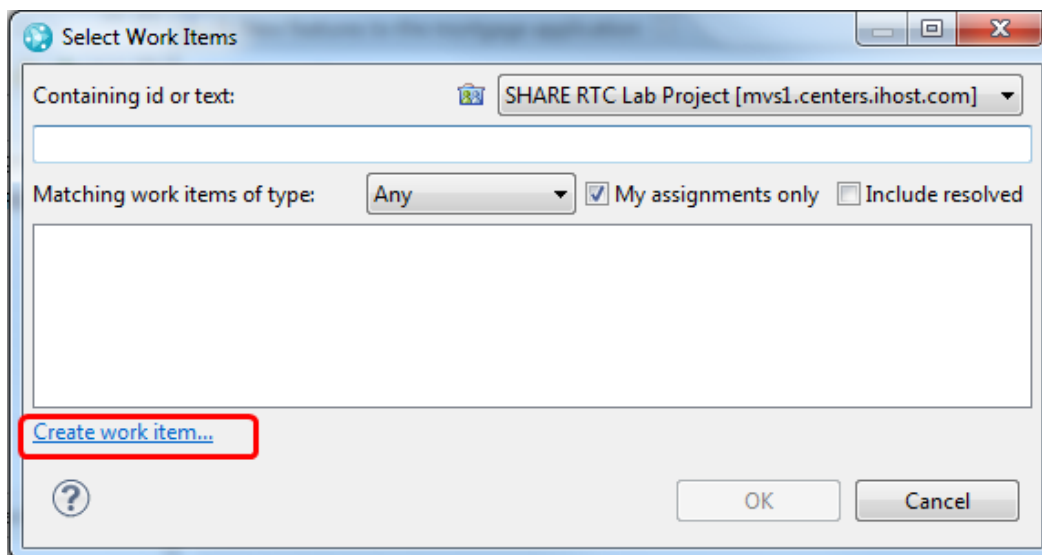 Select Work Items
Containing id or text: SHARE RTC Lab Project [mvs1.centers.ihost.com]
Matching work items of type: Any My assignments only Include resolved
Create work item...
? OK Cancel